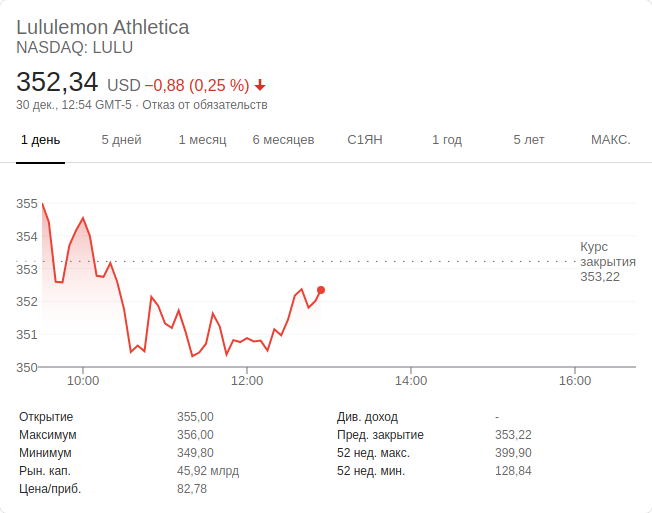 Lululemon Athletica
NASDAQ: LULU
352,34 USD −0,88 (0,25 %)
30 дек., 12:54 GMT-5 · Отказ от обязательств
1 день 5 дней 1 месяц 6 месяцев С1ЯН 1 год 5 лет МАКС.
355
354
353
352
351
350
Курс
закрытия
353,22
10:00 12:00 14:00 16:00
Открытие 355,00 Див. доход -
Максимум 356,00 Пред. закрытие 353,22
Минимум 349,80 52 нед. макс. 399,90
Рын. кап. 45,92 млрд 52 нед. мин. 128,84
Цена/приб. 82,78